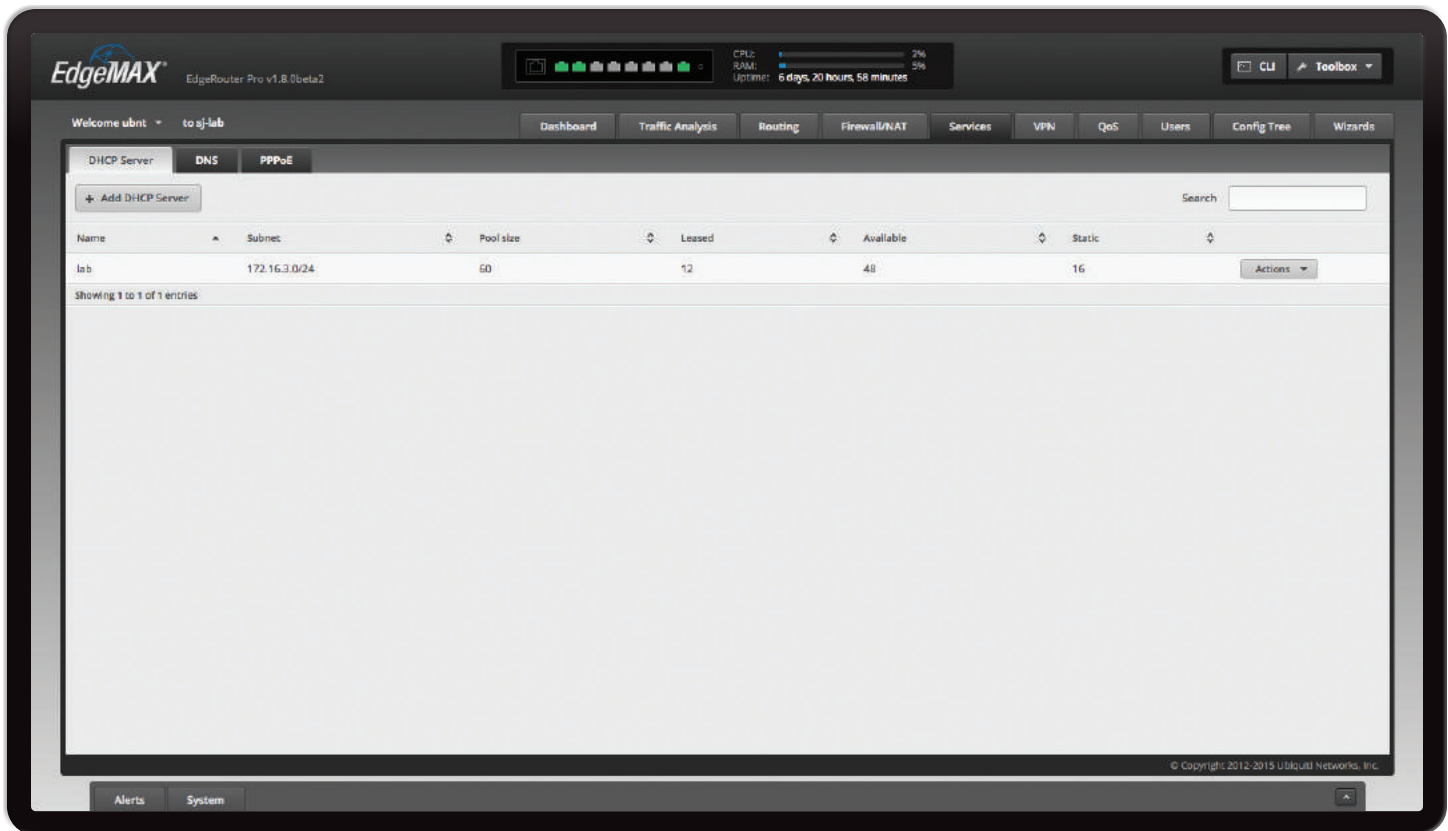 EdgeMAX®
EdgeRouter Pro v1.8.0beta2
CPU: 2%
RAM: 5%
Uptime: 6 days, 20 hours, 58 minutes
CLI Toolbox
Welcome ubnt to sj-lab
Dashboard Traffic Analysis Routing Firewall/NAT Services VPN QoS Users Config Tree Wizards
DHCP Server DNS PPPoE
+ Add DHCP Server
Search
Name Subnet Pool size Leased Available Static
lab 172.16.3.0/24 60 12 48 16 Actions
Showing 1 to 1 of 1 entries
© Copyright 2012-2015 Ubiquiti Networks, Inc.
Alerts System